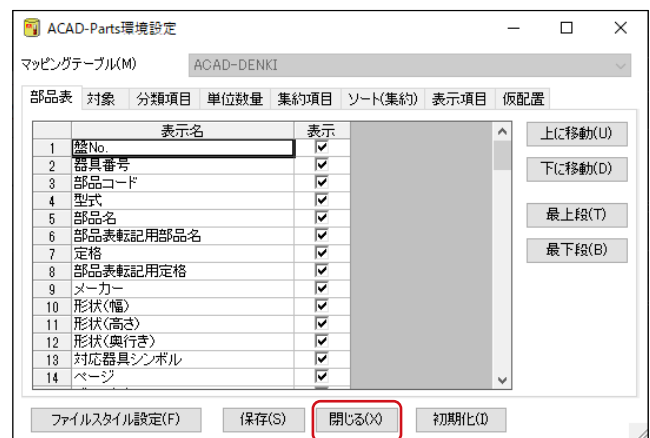 ACAD-Parts環境設定
マッピングテーブル(M) ACAD-DENKI
部品表 対象 分類項目 単位数量 集約項目 ソート(集約) 表示項目 仮配置
表示名 表示
1 盤No.
2 器具番号
3 部品コード
4 型式
5 部品名
6 部品表転記用部品名
7 定格
8 部品表転記用定格
9 メーカー
10 形状(幅)
11 形状(高さ)
12 形状(奥行き)
13 対応器具シンボル
14 ページ
上に移動(U)
下に移動(D)
最上段(T)
最下段(B)
ファイルスタイル設定(F) 保存(S) 閉じる(X) 初期化(I)